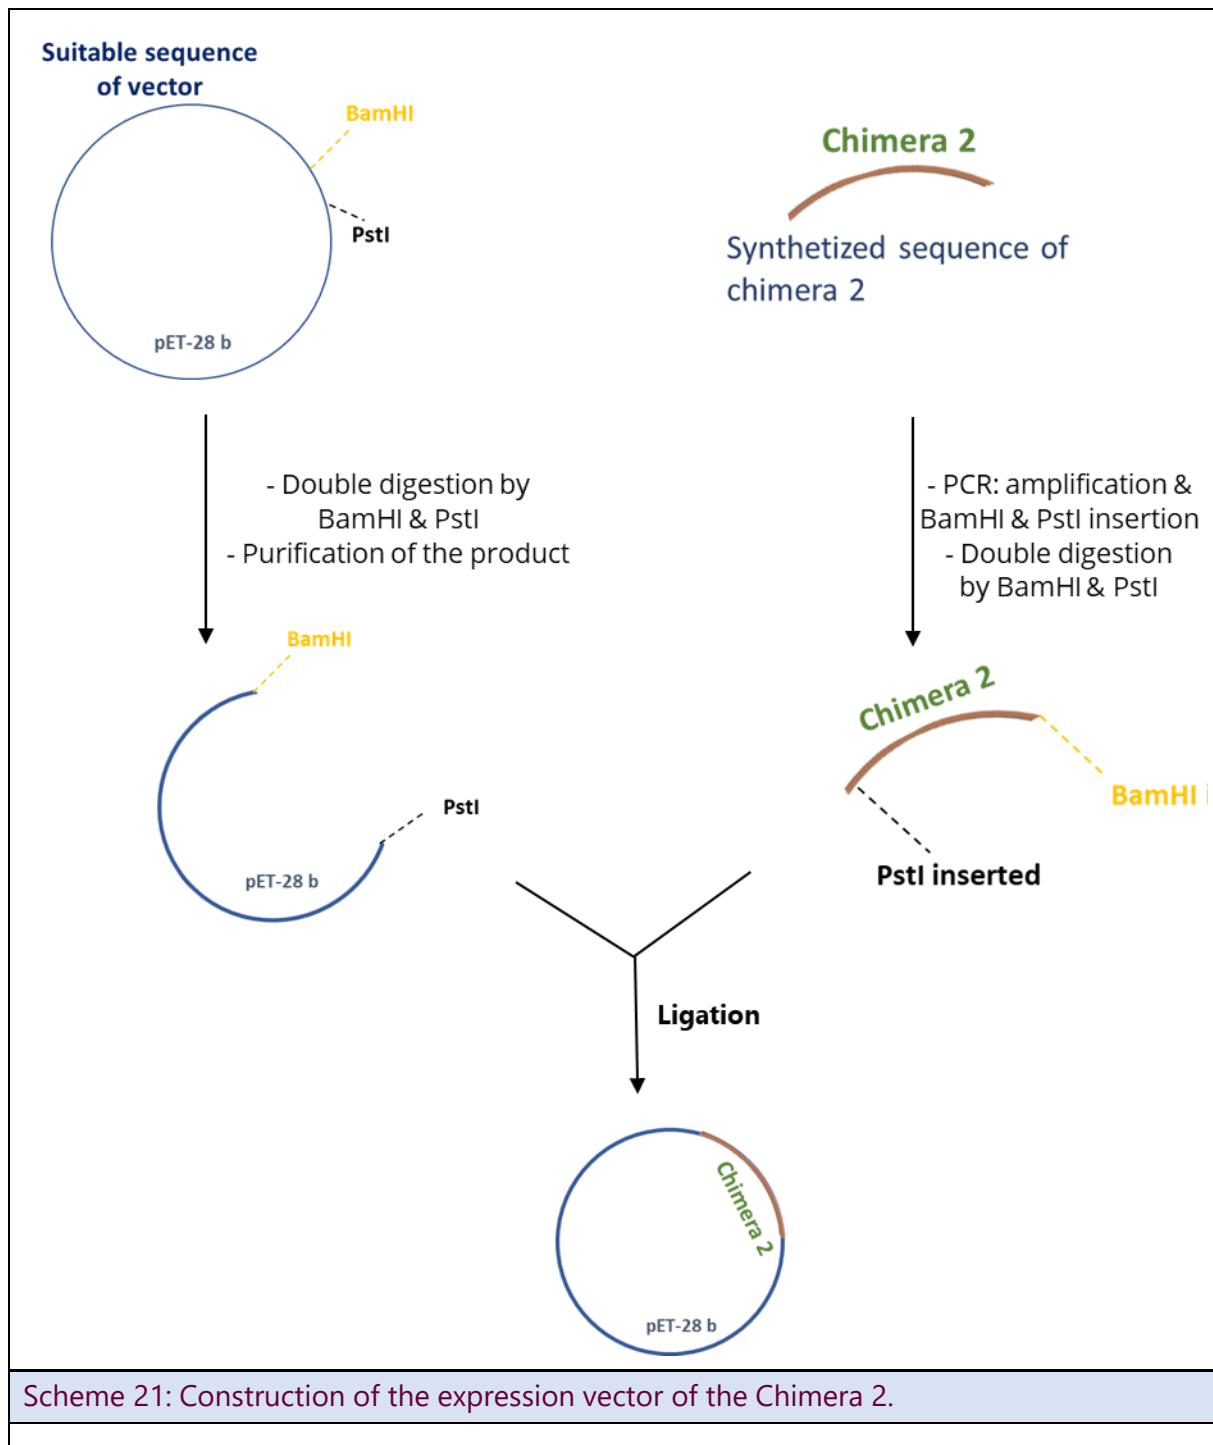 Suitable sequence
of vector
BamHI
PstI
pET-28 b
Chimera 2
Synthetized sequence of
chimera 2
- Double digestion by
BamHI & PstI
- Purification of the product
- PCR: amplification &
BamHI & PstI insertion
- Double digestion
by BamHI & PstI
BamHI
PstI
pET-28 b
Chimera 2
BamHI
PstI inserted
Ligation
Chimera 2
pET-28 b
Scheme 21: Construction of the expression vector of the Chimera 2.